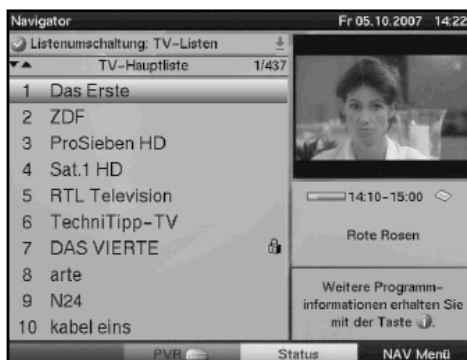 Navigator Fr 05.10.2007 14:22
Listenumschaltung: TV-Listen
TV-Hauptliste 1/437
1 Das Erste
2 ZDF
3 ProSieben HD
4 Sat.1 HD
5 RTL Television
6 TechniTipp-TV
7 DAS VIERTE
8 arte
9 N24
10 kabel eins
14:10-15:00
Rote Rosen
Weitere Programm-
informationen erhalten Sie
mit der Taste i.
PVR Status NAV Menü